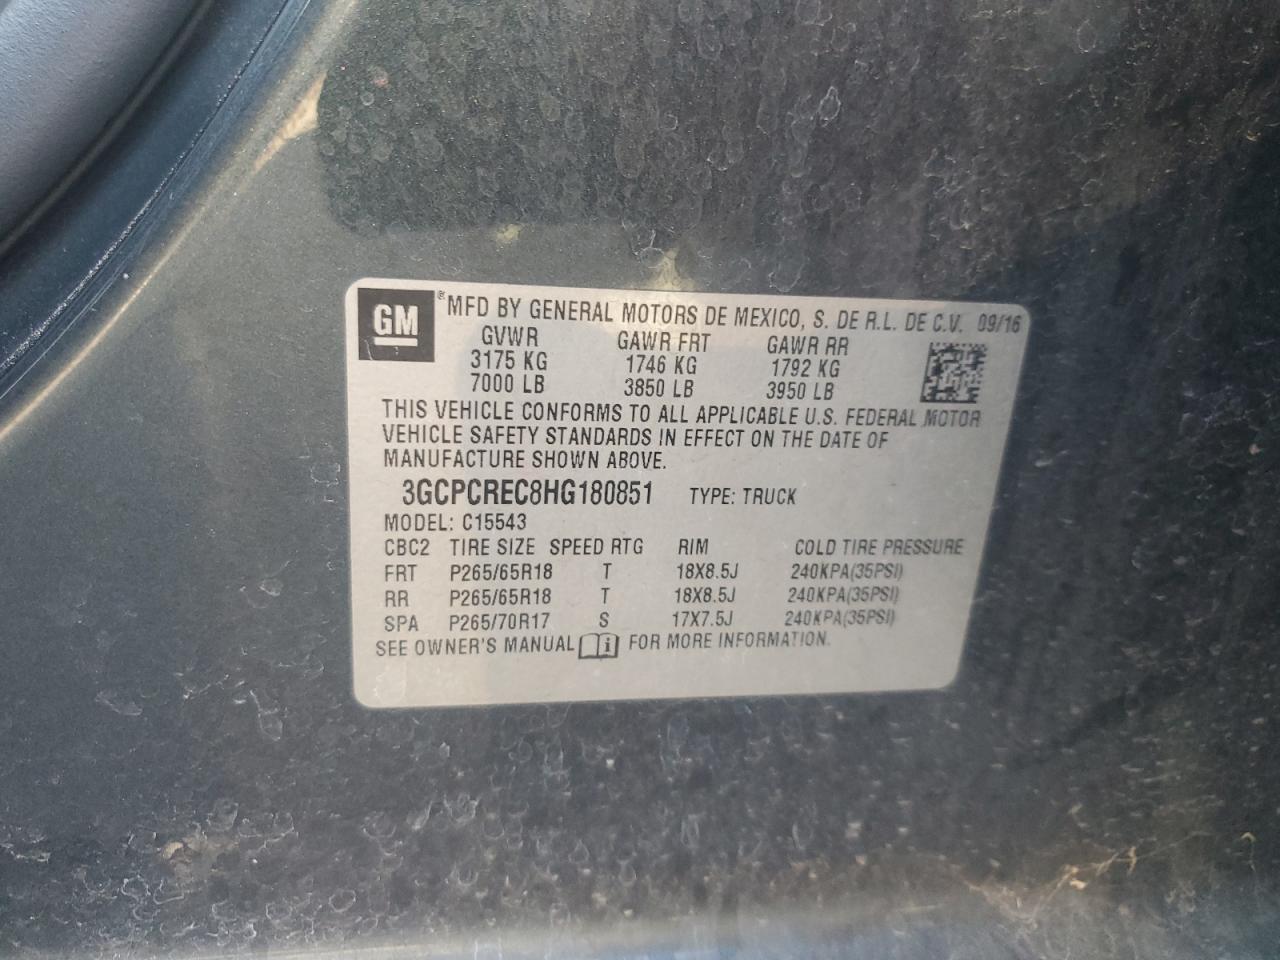 GM ® MFD BY GENERAL MOTORS DE MEXICO, S. DE R.L. DE C.V. 09/16
GVWR GAWR FRT GAWR RR
3175 KG 1746 KG 1792 KG
7000 LB 3850 LB 3950 LB
THIS VEHICLE CONFORMS TO ALL APPLICABLE U.S. FEDERAL MOTOR
VEHICLE SAFETY STANDARDS IN EFFECT ON THE DATE OF
MANUFACTURE SHOWN ABOVE.
3GCPCREC8HG180851 TYPE: TRUCK
MODEL: C15543
CBC2 TIRE SIZE SPEED RTG RIM COLD TIRE PRESSURE
FRT P265/65R18 T 18X8.5J 240KPA(35PSI)
RR P265/65R18 T 18X8.5J 240KPA(35PSI)
SPA P265/70R17 S 17X7.5J 240KPA(35PSI)
SEE OWNER'S MANUAL i FOR MORE INFORMATION.